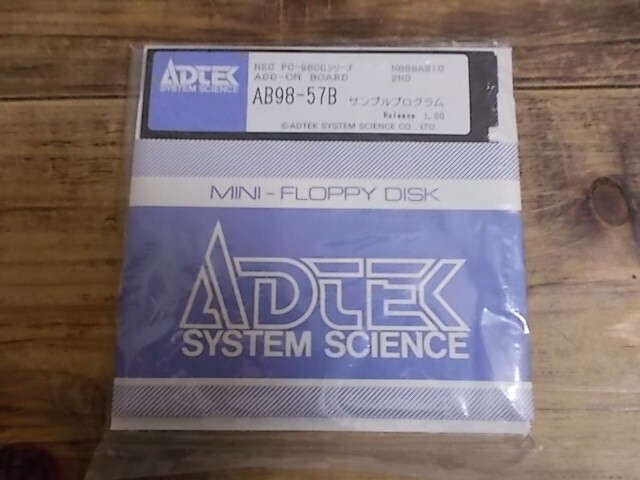 ADTEK
SYSTEM SCIENCE
NEC PC-9800シリーズ
ADD-ON BOARD
2HD
AB98-57B サンプルプログラム
Release 1.00
©ADTEK SYSTEM SCIENCE CO., LTD.
MINI-FLOPPY DISK
ADTEK
SYSTEM SCIENCE